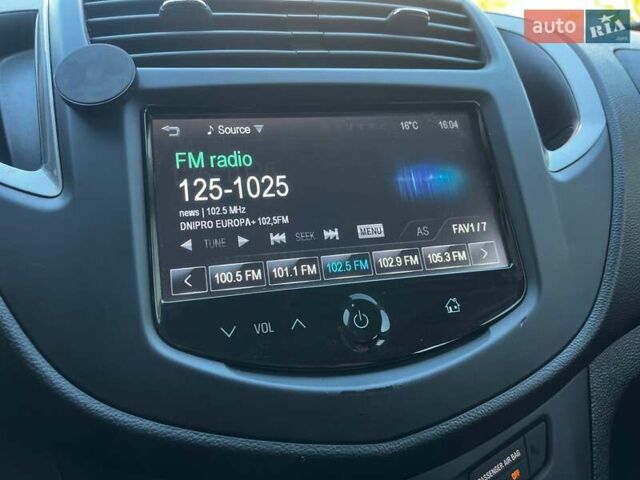 auto RIA
.com
Source 16°C 16:04
FM radio
125-1025
news | 102.5 MHz
DNIPRO EUROPA+ 102,5FM
TUNE SEEK MENU AS FAV1/7
100.5 FM 101.1 FM 102.5 FM 102.9 FM 105.3 FM
VOL
PASSENGER AIR BAG
OFF